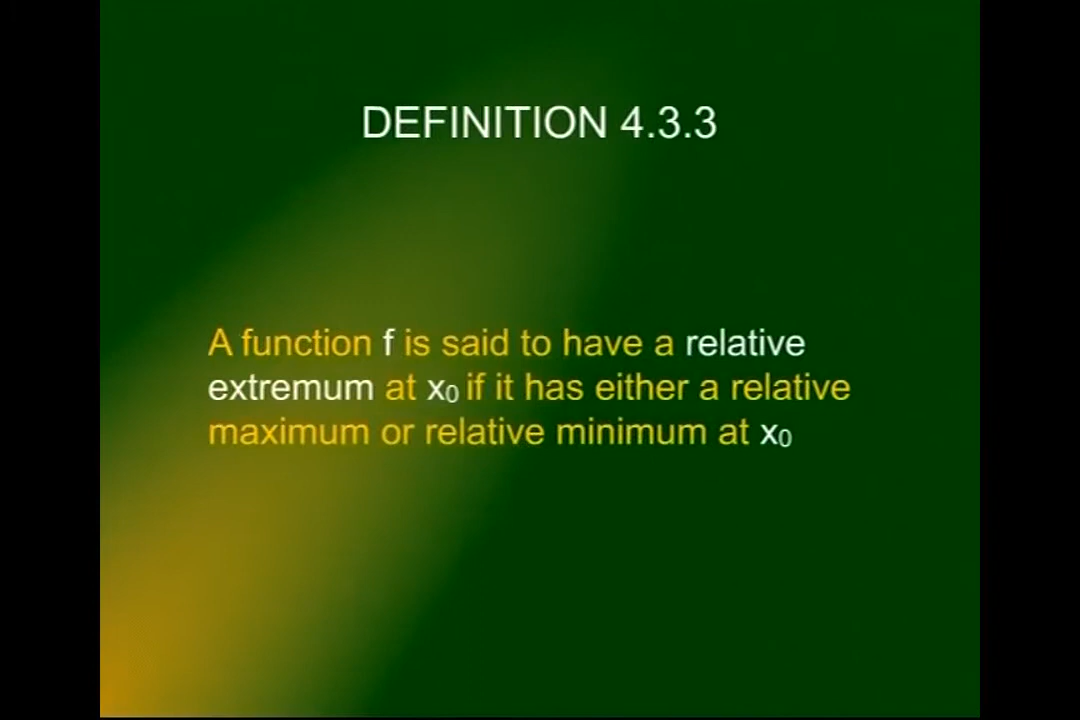 DEFINITION 4.3.3
A function f is said to have a relative
extremum at x₀ if it has either a relative
maximum or relative minimum at x₀